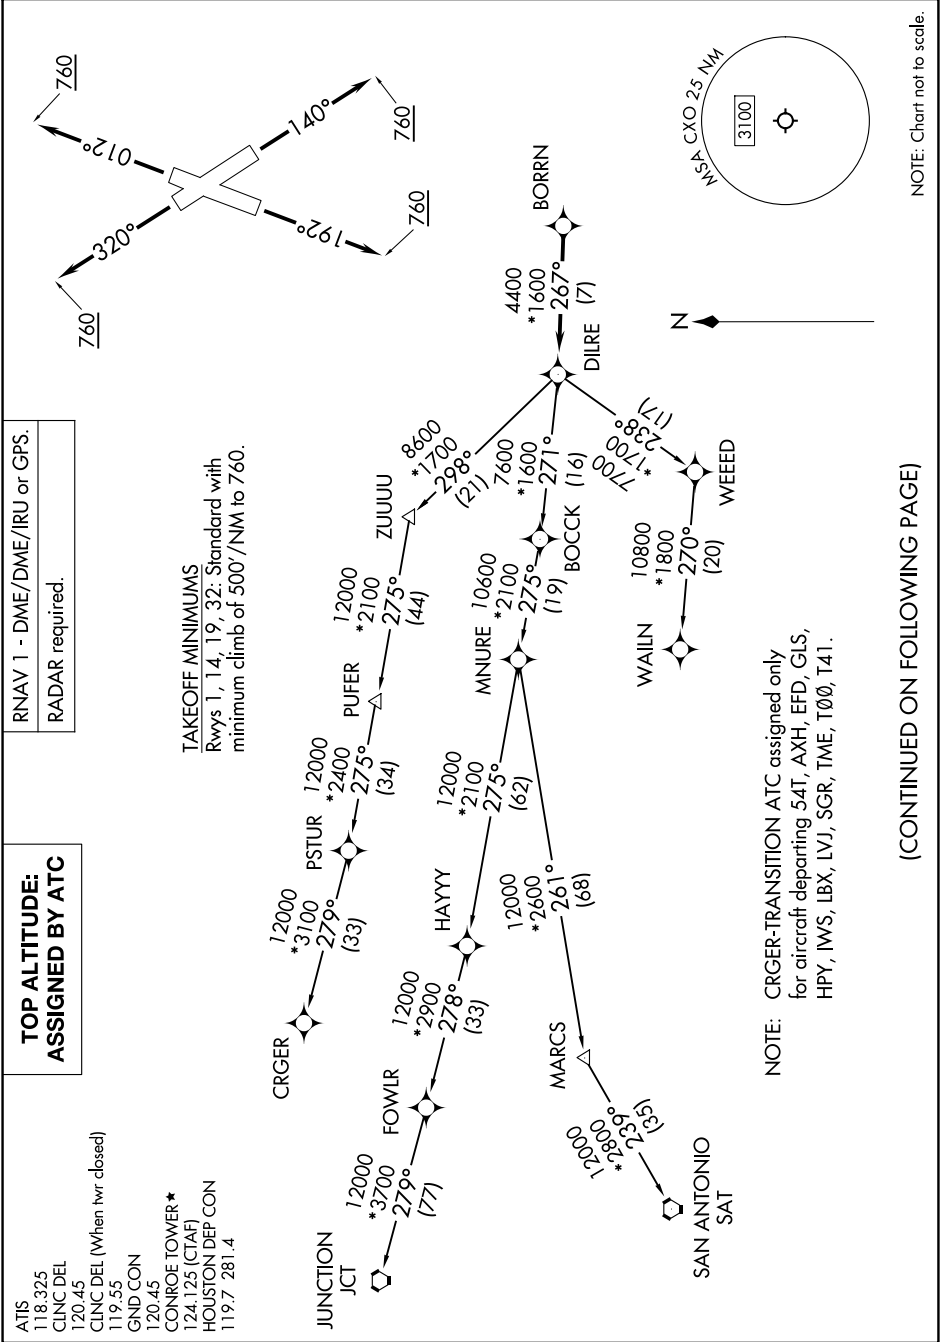 ATIS
118.325
CLNC DEL
120.45
CLNC DEL (When twr closed)
119.55
GND CON
120.45
CONROE TOWER★
124.125 (CTAF)
HOUSTON DEP CON
119.7 281.4
TOP ALTITUDE:
ASSIGNED BY ATC
RNAV 1 - DME/DME/IRU or GPS.
RADAR required.
TAKEOFF MINIMUMS
Rwys 1, 14, 19, 32: Standard with
minimum climb of 500'/NM to 760.
760
320°
760
012°
140°
760
192°
760
CRGER
12000
*3100
279°
(33)
PSTUR
12000
*2400
275°
(34)
PUFER
12000
*2100
275°
(44)
ZUUUU
8600
*1700
298°
(21)
JUNCTION
JCT
12000
*3700
279°
(77)
FOWLR
12000
*2900
278°
(33)
HAYYY
12000
*2100
275°
(62)
MNURE
10600
*2100
275°
(19)
BOCCK
7600
*1600
271°
(16)
DILRE
4400
*1600
267°
(7)
BORRN
SAN ANTONIO
SAT
12000
*2800
239°
(35)
MARCS
12000
*2600
261°
(68)
WAILN
10800
*1800
270°
(20)
WEEED
7700
*1700
238°
(17)
N
MSA CXO 25 NM
3100
NOTE: CRGER-TRANSITION ATC assigned only
for aircraft departing 54T, AXH, EFD, GLS,
HPY, IWS, LBX, LVJ, SGR, TME, TØØ, T41.
(CONTINUED ON FOLLOWING PAGE)
NOTE: Chart not to scale.